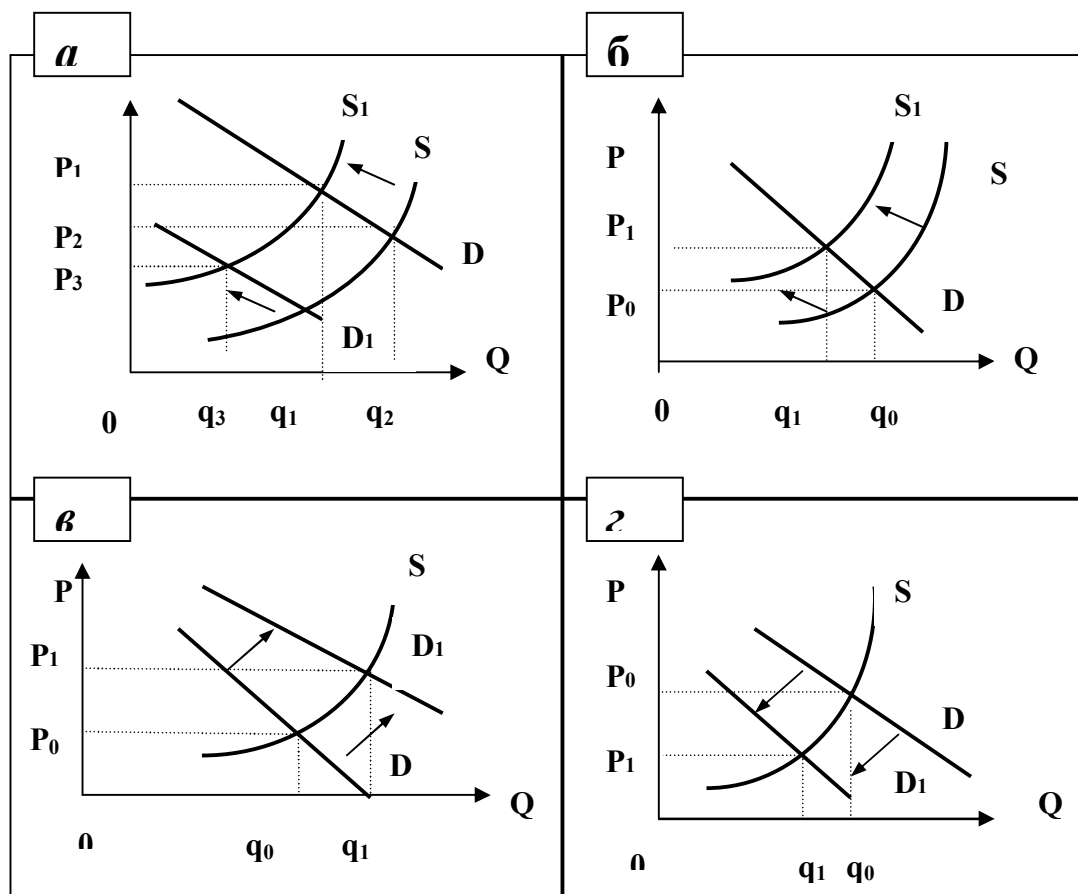 а
S₁
S
P₁
P₂
P₃
D
D₁
Q
0
q₃ q₁ q₂
б
S₁
P
S
P₁
P₀
D
Q
0
q₁ q₀
в
S
P
D₁
P₁
P₀
D
Q
0
q₀ q₁
г
P
S
P₀
D
P₁
D₁
Q
0
q₁ q₀